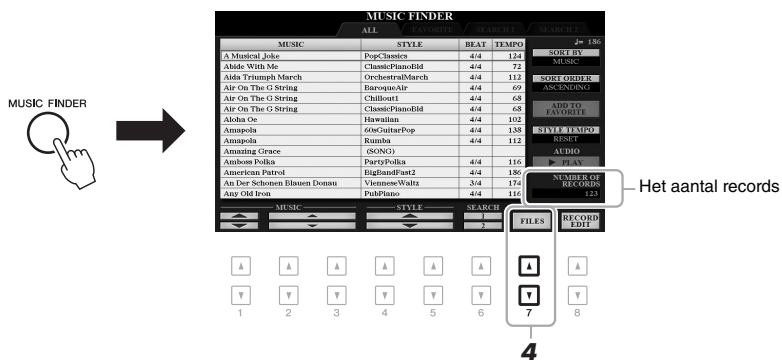 MUSIC FINDER
MUSIC FINDER
ALL FAVORITE SEARCH 1 SEARCH 2
MUSIC STYLE BEAT TEMPO
♩= 186
A Musical Joke PopClassics 4/4 124
Abide With Me ClassicPianoBld 4/4 72
Aida Triumph March OrchestralMarch 4/4 112
Air On The G String BaroqueAir 4/4 69
Air On The G String Chillout1 4/4 68
Air On The G String ClassicPianoBld 4/4 68
Aloha Oe Hawaiian 4/4 102
Amapola 60sGuitarPop 4/4 138
Amapola Rumba 4/4 112
Amazing Grace (SONG)
Amboss Polka PartyPolka 4/4 116
American Patrol BigBandFast2 4/4 186
An Der Schonen Blauen Donau VienneseWaltz 3/4 174
Any Old Iron PubPiano 4/4 116
SORT BY
MUSIC
SORT ORDER
ASCENDING
ADD TO
FAVORITE
STYLE TEMPO
RESET
AUDIO
PLAY
NUMBER OF
RECORDS
123
Het aantal records
MUSIC STYLE SEARCH
1
2
FILES
RECORD
EDIT
1 2 3 4 5 6 7 8
4